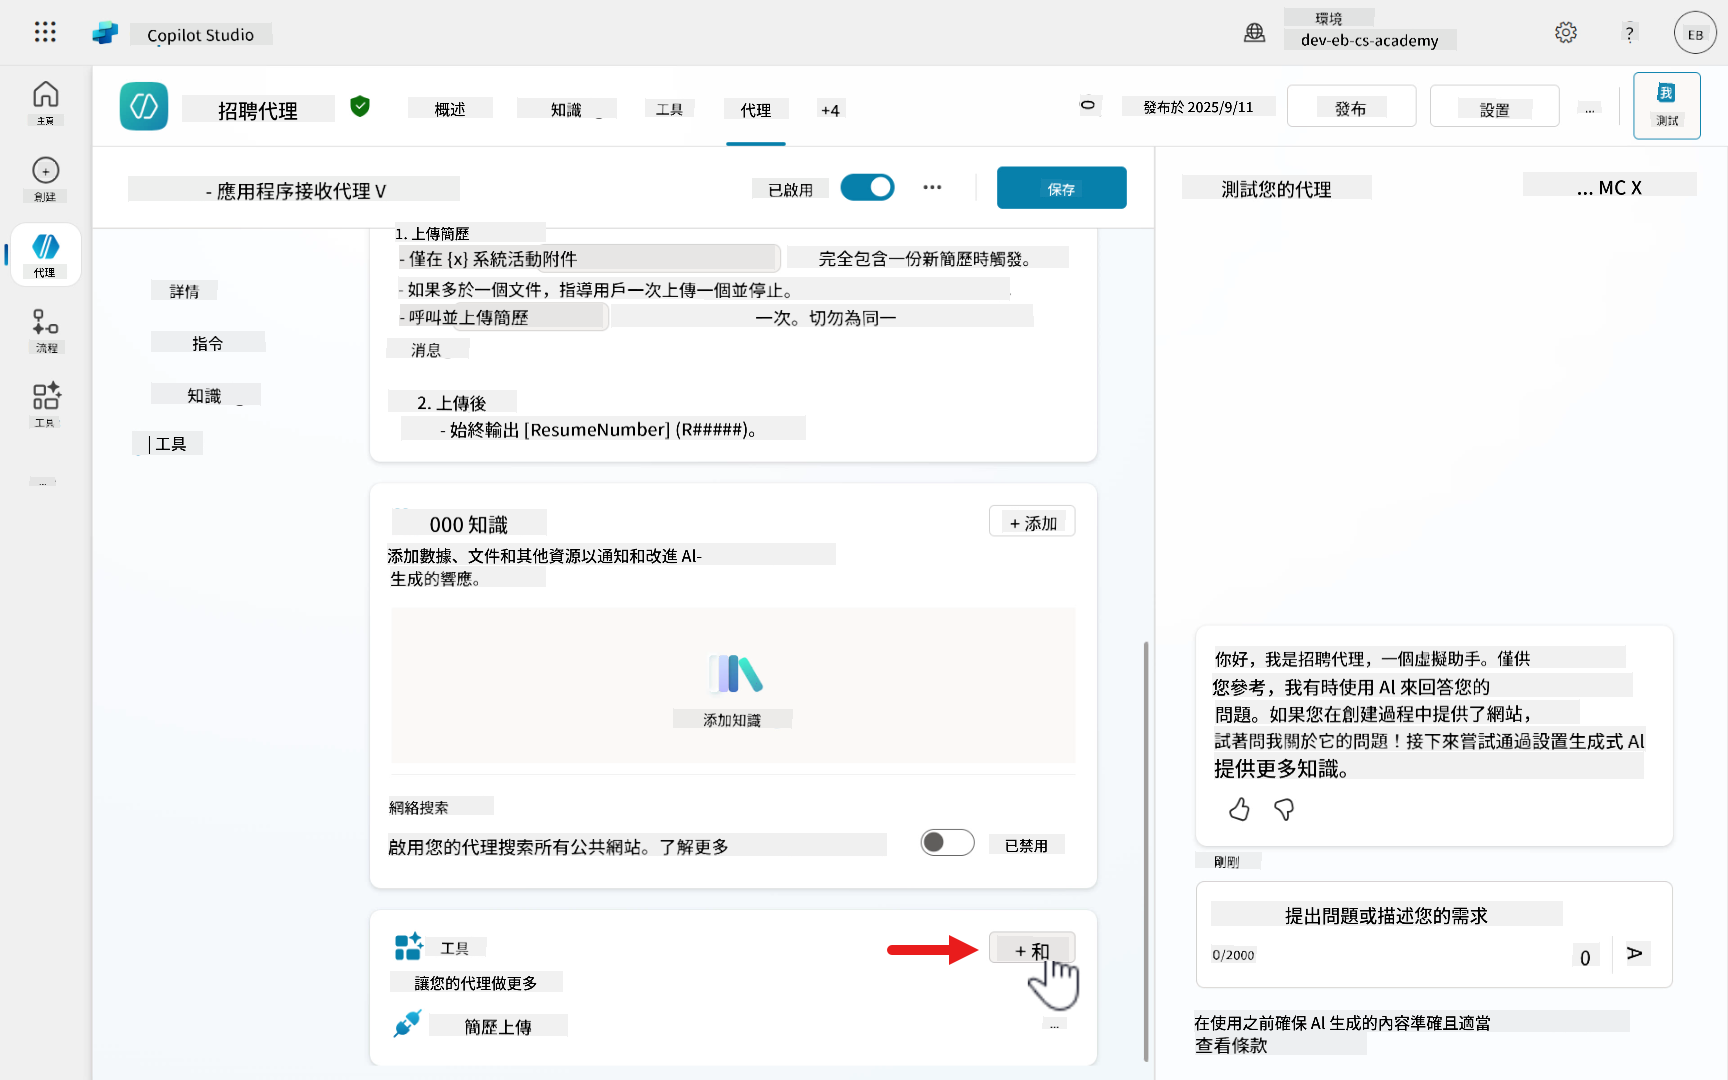 Copilot Studio
環境
dev-eb-cs-academy
?
EB
主頁
創建
代理
流程
工具
...
招聘代理
概述
知識
工具
代理
+4
發布於 2025/9/11
發布
設置
...
我
測試
- 應用程序接收代理 V
已啟用
...
保存
詳情
指令
知識
工具
1. 上傳簡歷
- 僅在 {x} 系統活動附件 完全包含一份新簡歷時觸發。
- 如果多於一個文件，指導用戶一次上傳一個並停止。
- 呼叫並上傳簡歷 一次。切勿為同一
消息
2. 上傳後
- 始終輸出 [ResumeNumber] (R#####)。
000 知識
+ 添加
添加數據、文件和其他資源以通知和改進 Al-
生成的響應。
添加知識
網絡搜索
啟用您的代理搜索所有公共網站。了解更多
已禁用
工具
+ 和
讓您的代理做更多
簡歷上傳
...
測試您的代理
... MC X
你好，我是招聘代理，一個虛擬助手。僅供
您參考，我有時使用 Al 來回答您的
問題。如果您在創建過程中提供了網站，
試著問我關於它的問題！接下來嘗試通過設置生成式 Al
提供更多知識。
剛剛
提出問題或描述您的需求
0/2000
0
A
在使用之前確保 Al 生成的內容準確且適當
查看條款